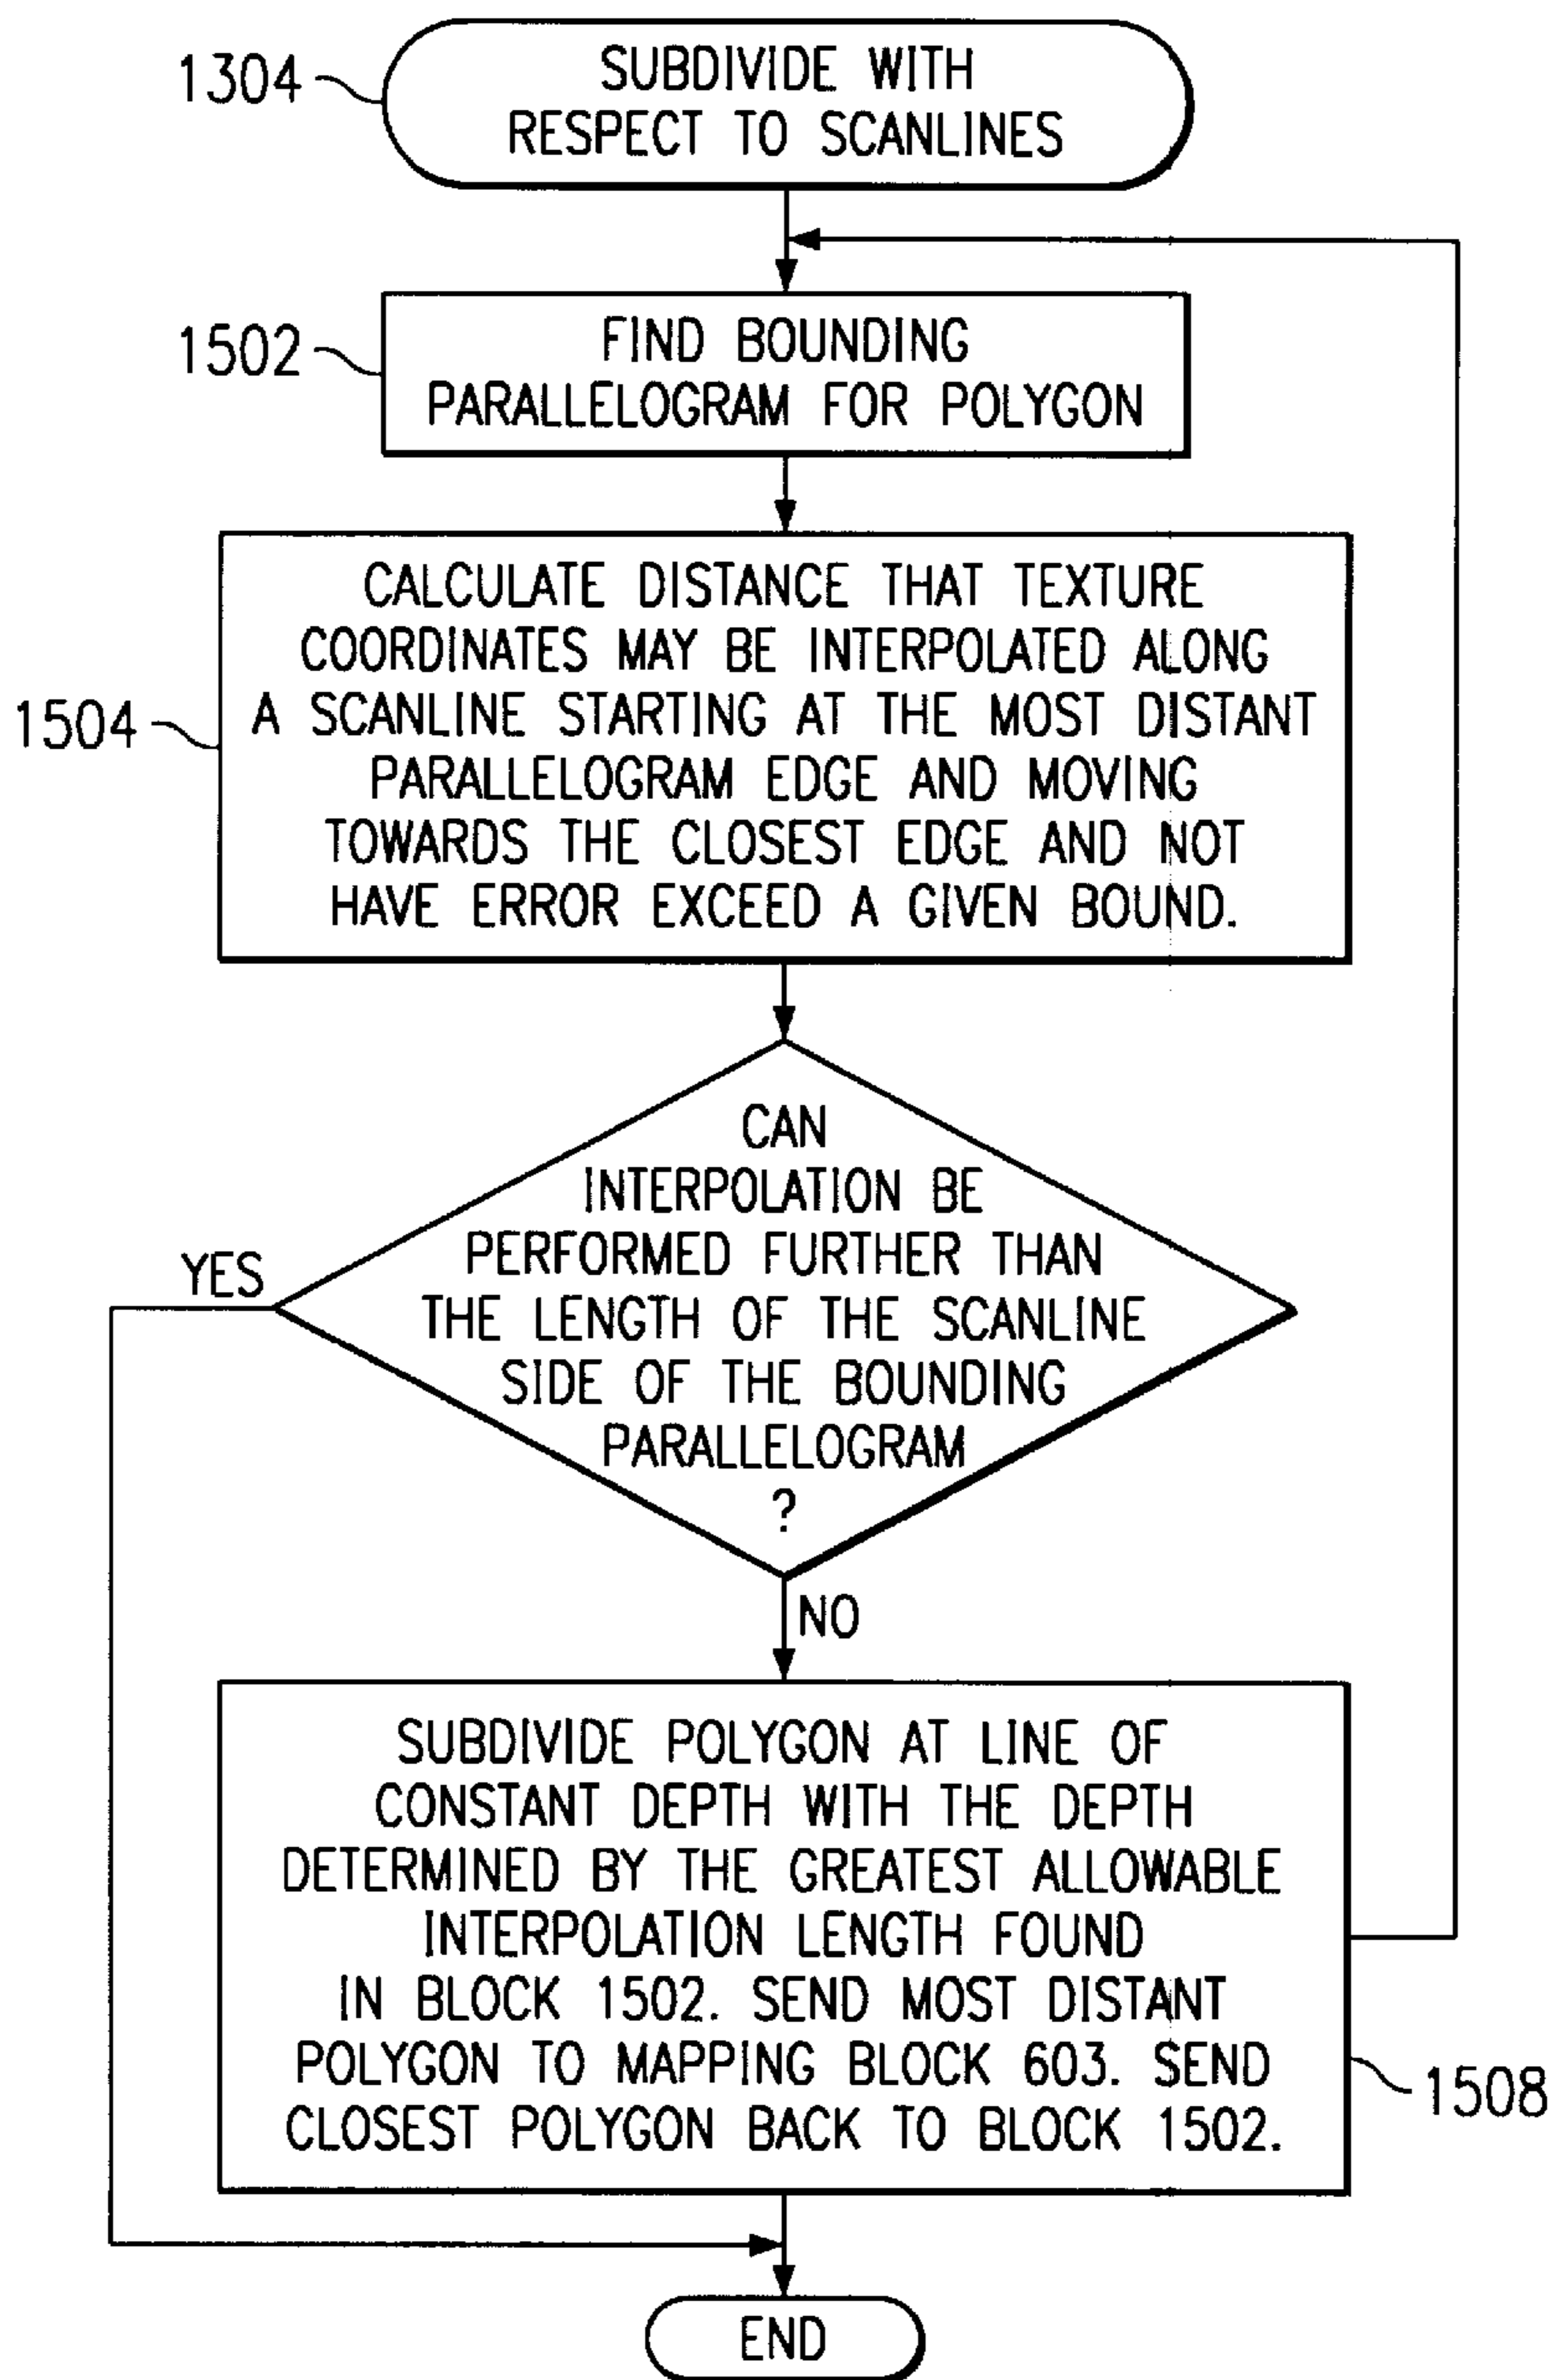 1304
SUBDIVIDE WITH
RESPECT TO SCANLINES
1502
FIND BOUNDING
PARALLELOGRAM FOR POLYGON
1504
CALCULATE DISTANCE THAT TEXTURE
COORDINATES MAY BE INTERPOLATED ALONG
A SCANLINE STARTING AT THE MOST DISTANT
PARALLELOGRAM EDGE AND MOVING
TOWARDS THE CLOSEST EDGE AND NOT
HAVE ERROR EXCEED A GIVEN BOUND.
CAN
INTERPOLATION BE
PERFORMED FURTHER THAN
THE LENGTH OF THE SCANLINE
SIDE OF THE BOUNDING
PARALLELOGRAM
?
YES
NO
SUBDIVIDE POLYGON AT LINE OF
CONSTANT DEPTH WITH THE DEPTH
DETERMINED BY THE GREATEST ALLOWABLE
INTERPOLATION LENGTH FOUND
IN BLOCK 1502. SEND MOST DISTANT
POLYGON TO MAPPING BLOCK 603. SEND
CLOSEST POLYGON BACK TO BLOCK 1502.
1508
END